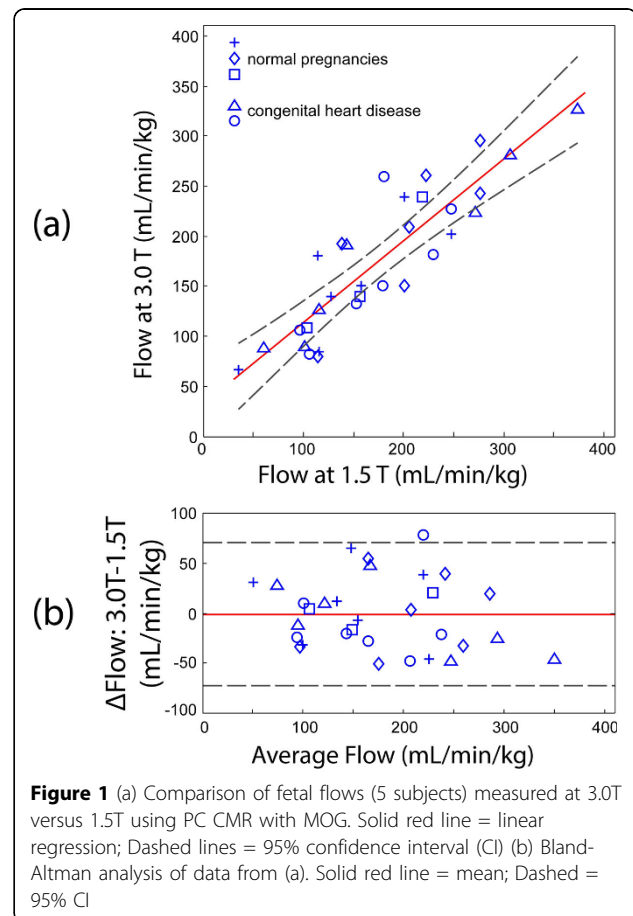 400
350
300
250
200
150
100
50
0
normal pregnancies
congenital heart disease
(a)
Flow at 3.0 T (mL/min/kg)
0 100 200 300 400
Flow at 1.5 T (mL/min/kg)
100
50
0
-50
-100
(b)
ΔFlow: 3.0T-1.5T
(mL/min/kg)
0 100 200 300 400
Average Flow (mL/min/kg)
Figure 1 (a) Comparison of fetal flows (5 subjects) measured at 3.0T
versus 1.5T using PC CMR with MOG. Solid red line = linear
regression; Dashed lines = 95% confidence interval (CI) (b) Bland-
Altman analysis of data from (a). Solid red line = mean; Dashed =
95% CI